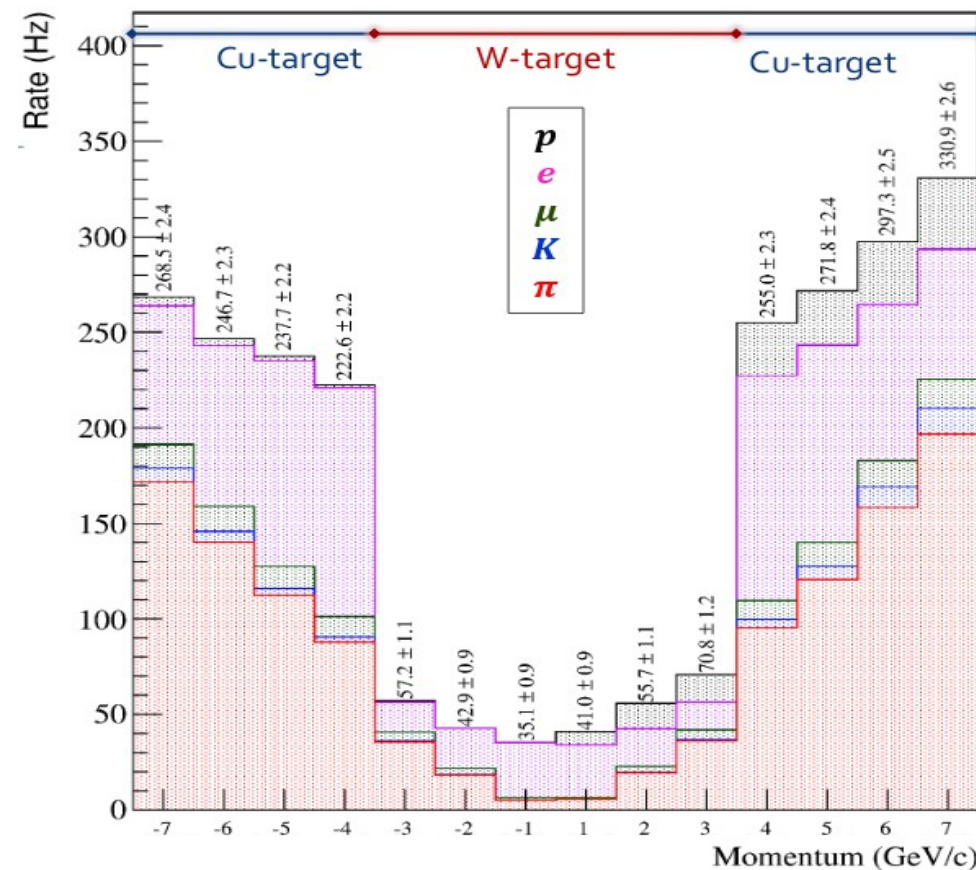 Rate (Hz)
400
350
300
250
200
150
100
50
0
Cu-target
W-target
Cu-target
p
e
μ
K
π
268.5 ± 2.4
246.7 ± 2.3
237.7 ± 2.2
222.6 ± 2.2
57.2 ± 1.1
42.9 ± 0.9
35.1 ± 0.9
41.0 ± 0.9
55.7 ± 1.1
70.8 ± 1.2
255.0 ± 2.3
271.8 ± 2.4
297.3 ± 2.5
330.9 ± 2.6
-7 -6 -5 -4 -3 -2 -1 1 2 3 4 5 6 7
Momentum (GeV/c)